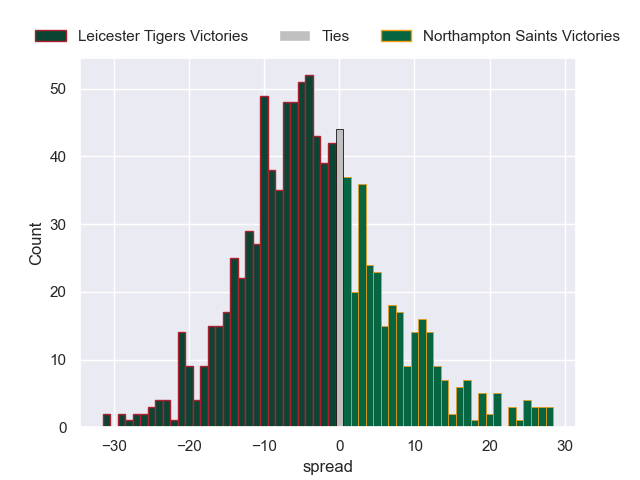 Leicester Tigers Victories Ties Northampton Saints Victories
50
40
30
20
10
0
Count
−30 −20 −10 0 10 20 30
spread